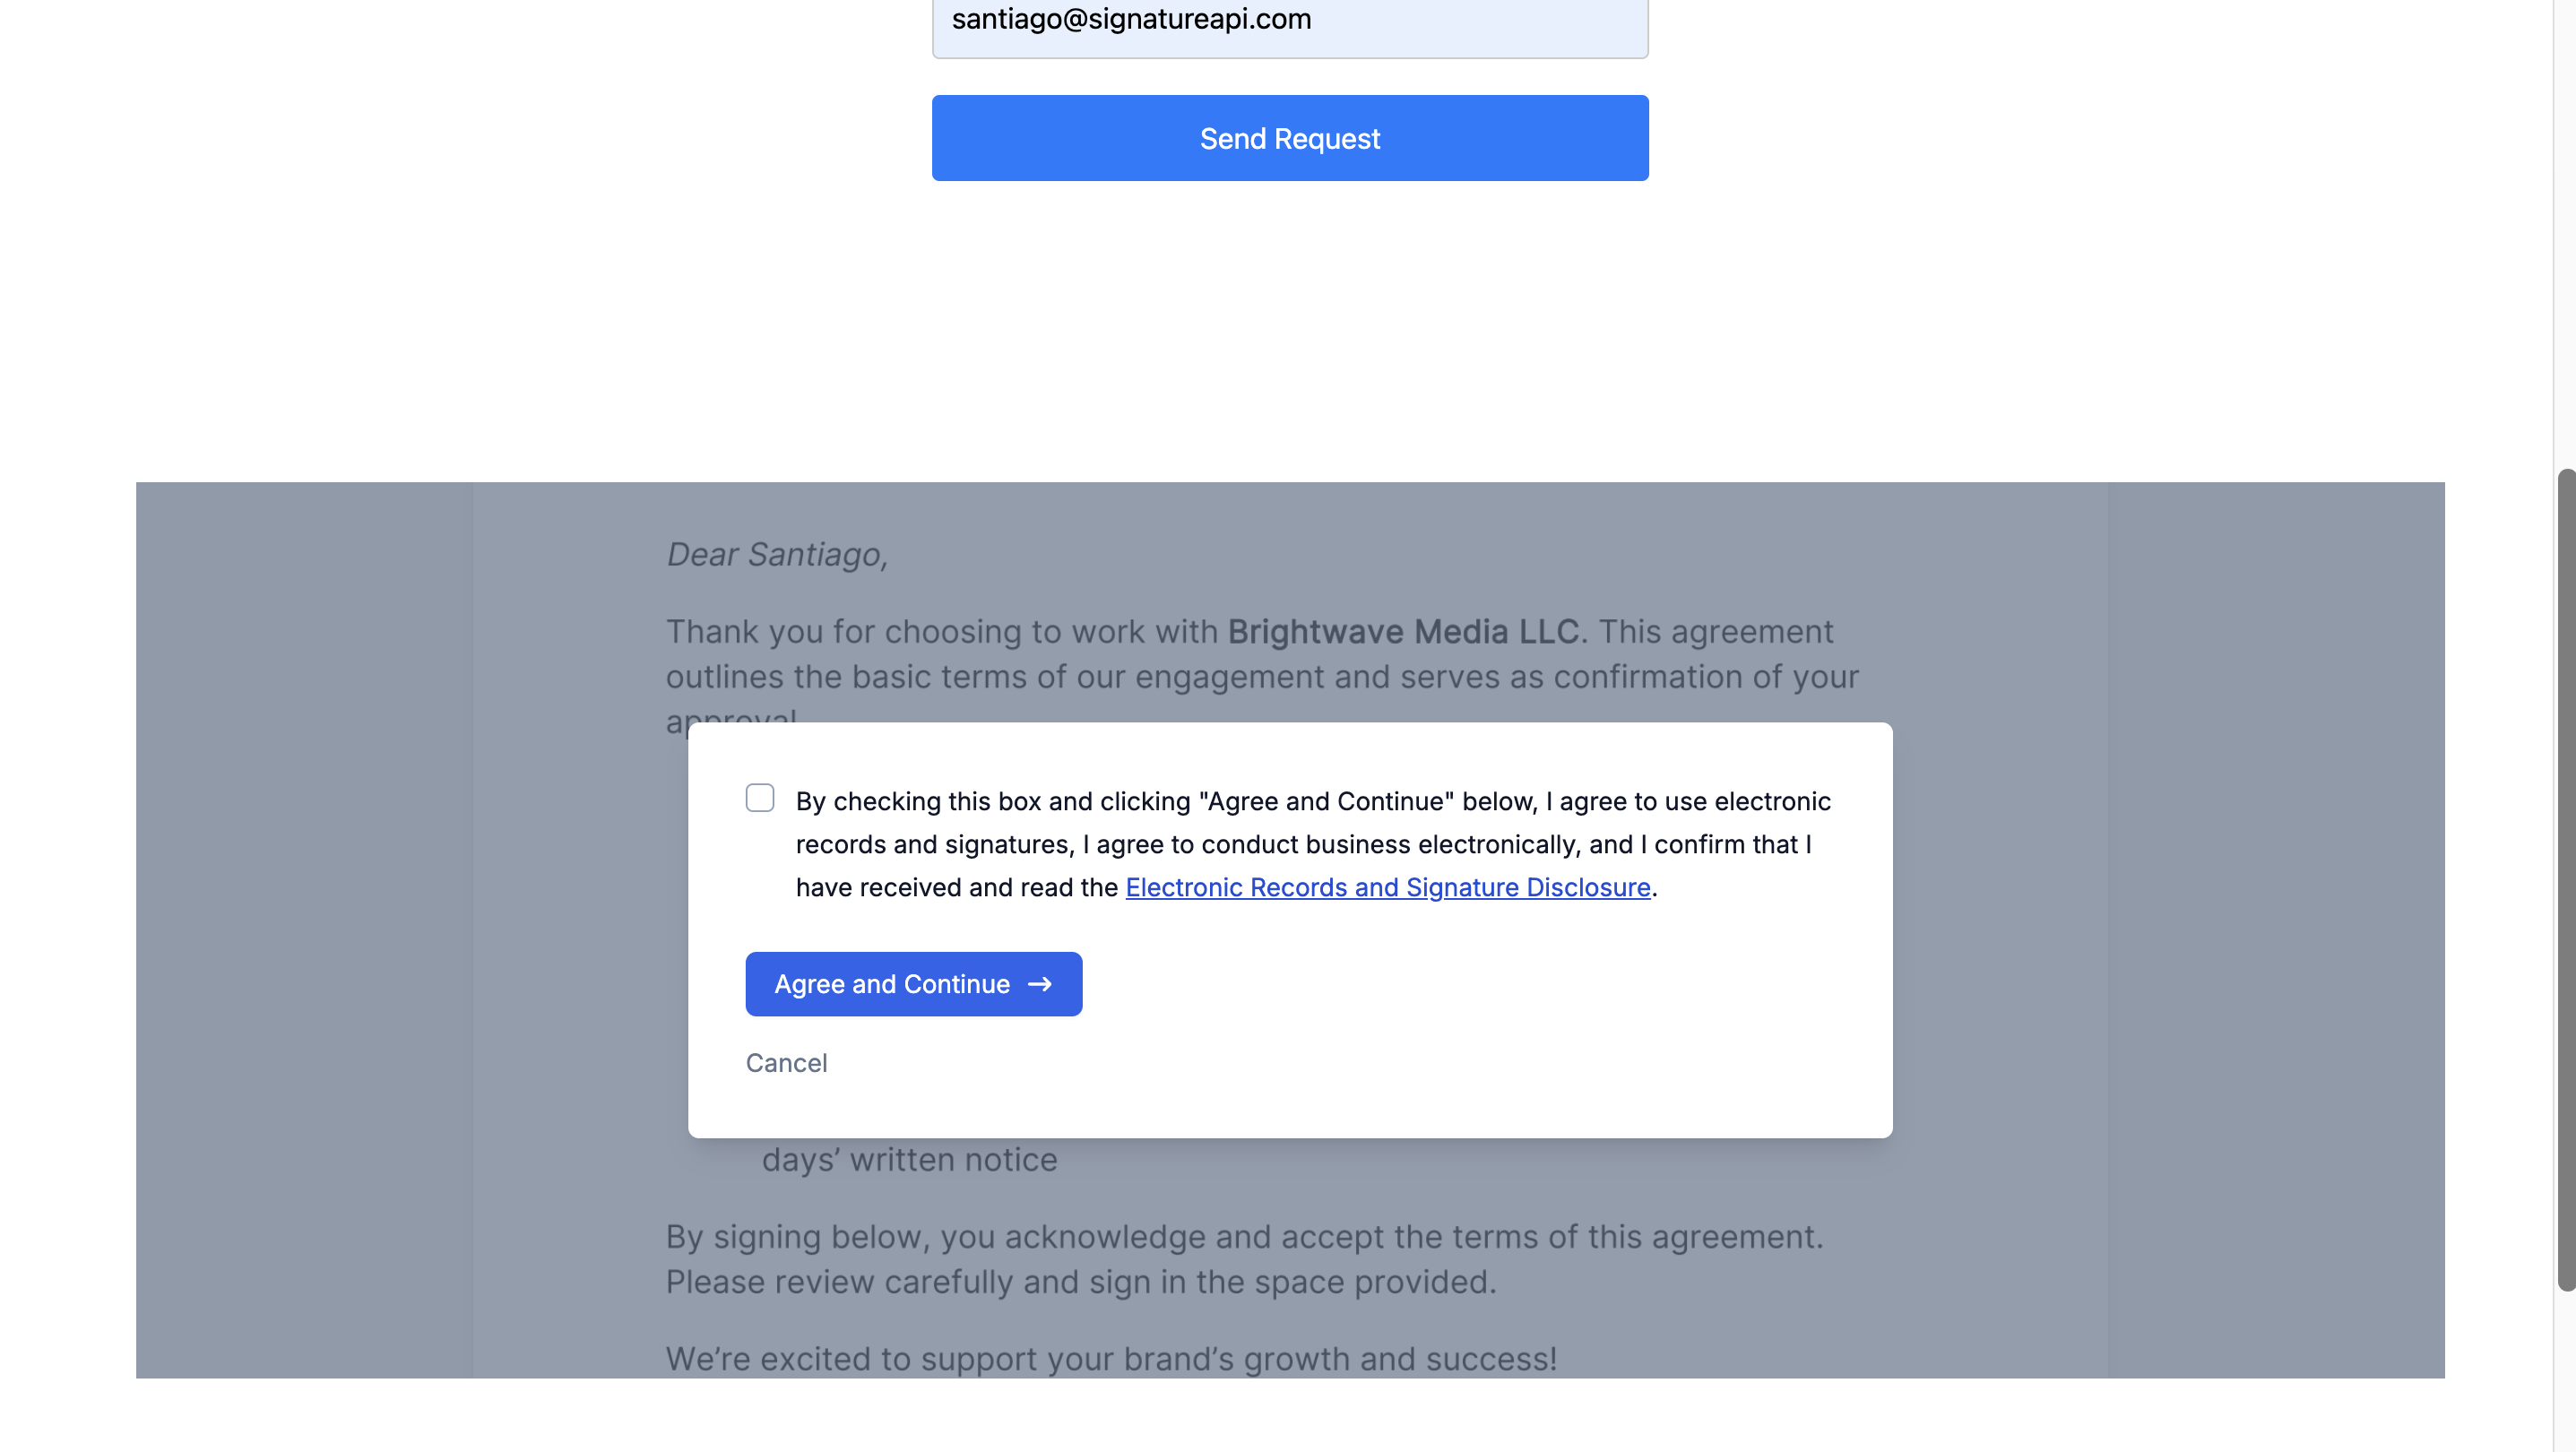 santiago@signatureapi.com
Send Request
Dear Santiago,
Thank you for choosing to work with Brightwave Media LLC. This agreement
outlines the basic terms of our engagement and serves as confirmation of your
approval
By checking this box and clicking "Agree and Continue" below, I agree to use electronic
records and signatures, I agree to conduct business electronically, and I confirm that I
have received and read the Electronic Records and Signature Disclosure.
Agree and Continue →
Cancel
days’ written notice
By signing below, you acknowledge and accept the terms of this agreement.
Please review carefully and sign in the space provided.
We’re excited to support your brand’s growth and success!